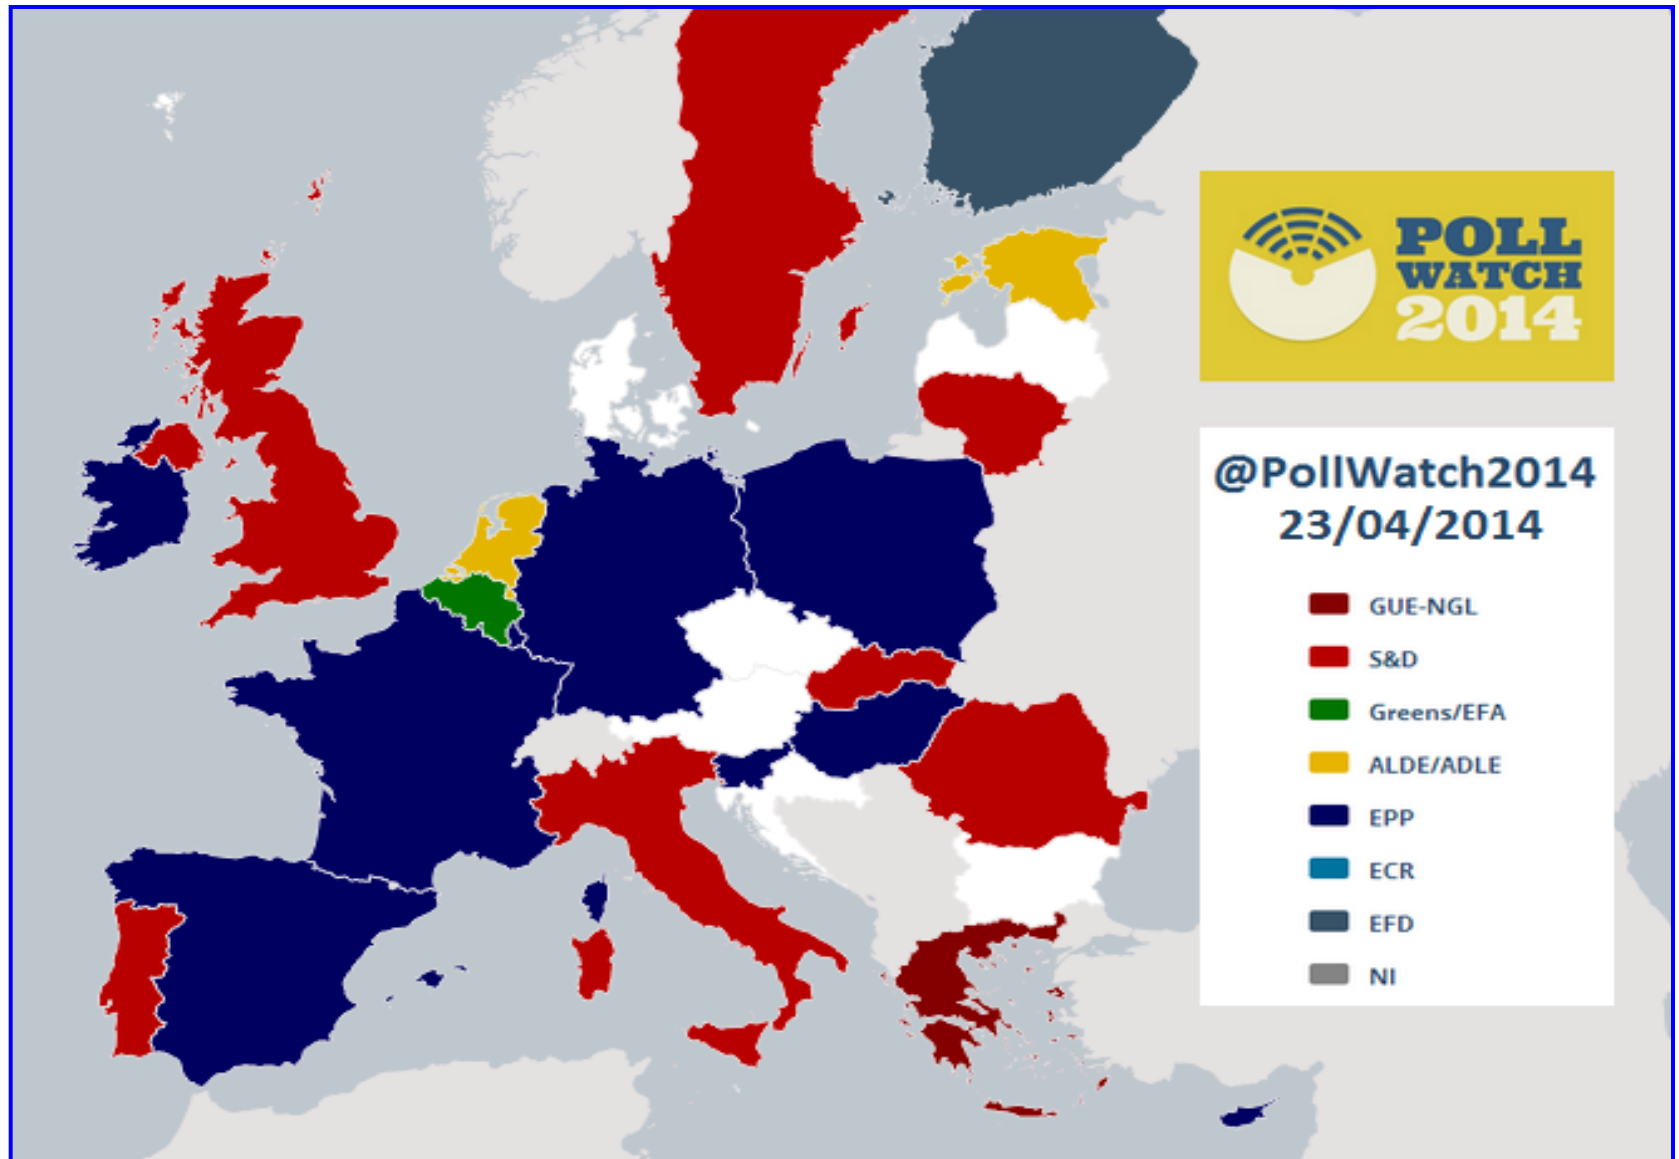 POLL
WATCH
2014
@PollWatch2014
23/04/2014
GUE-NGL
S&D
Greens/EFA
ALDE/ADLE
EPP
ECR
EFD
NI